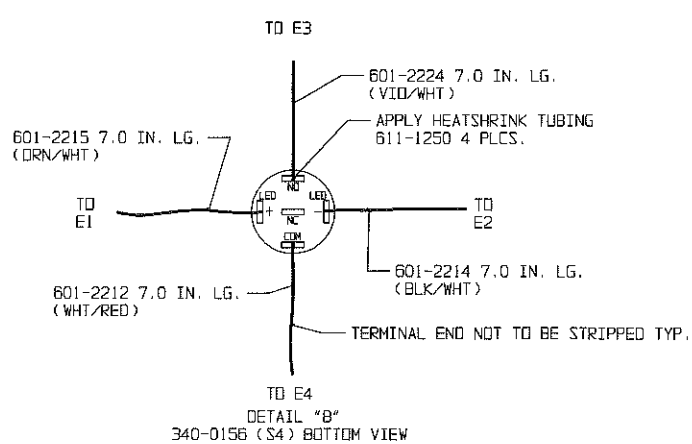 TO E3
601-2224 7.0 IN. LG.
(VIO/WHT)
APPLY HEATSHRINK TUBING
611-1250 4 PLCS.
601-2215 7.0 IN. LG.
(ORN/WHT)
NO
LED
LED
TO
E1
+
-
NC
TO
E2
COM
601-2214 7.0 IN. LG.
(BLK/WHT)
601-2212 7.0 IN. LG.
(WHT/RED)
TERMINAL END NOT TO BE STRIPPED TYP.
TO E4
DETAIL "B"
340-0156 (S4) BOTTOM VIEW